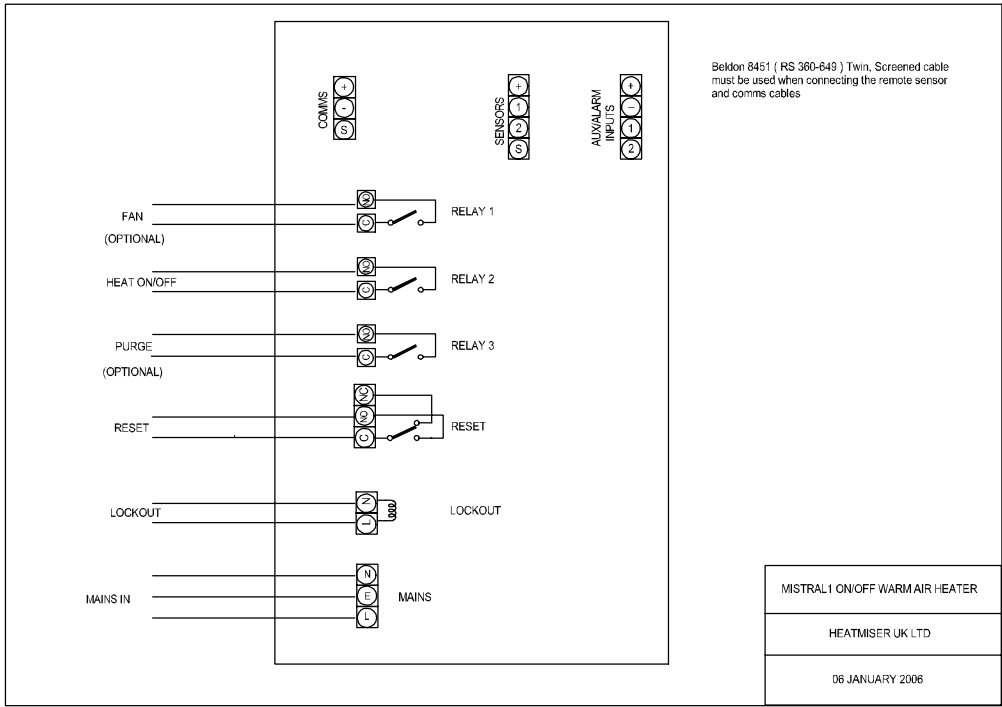 Beldon 8451 ( RS 360-649 ) Twin, Screened cable
must be used when connecting the remote sensor
and comms cables
COMMS
+
-
S
SENSORS
+
1
2
S
AUX/ALARM
INPUTS
+
–
1
2
FAN
(OPTIONAL)
NO
C
RELAY 1
HEAT ON/OFF
NO
C
RELAY 2
PURGE
(OPTIONAL)
NO
C
RELAY 3
RESET
NC
NO
C
RESET
LOCKOUT
N
L
LOCKOUT
MAINS IN
N
E
L
MAINS
MISTRAL1 ON/OFF WARM AIR HEATER
HEATMISER UK LTD
06 JANUARY 2006